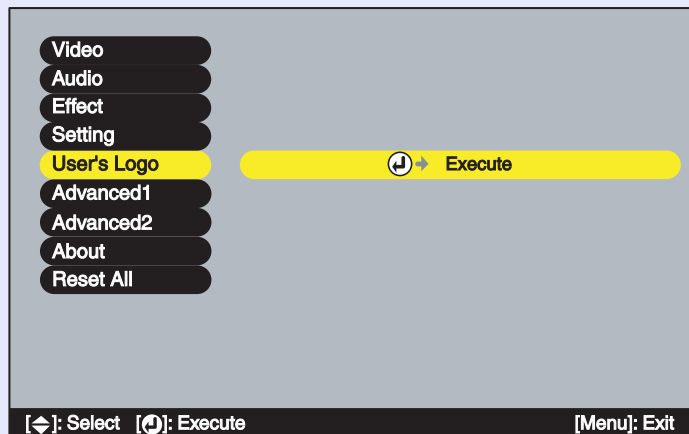 Video
Audio
Effect
Setting
User's Logo
Execute
Advanced1
Advanced2
About
Reset All
[]: Select []: Execute
[Menu]: Exit